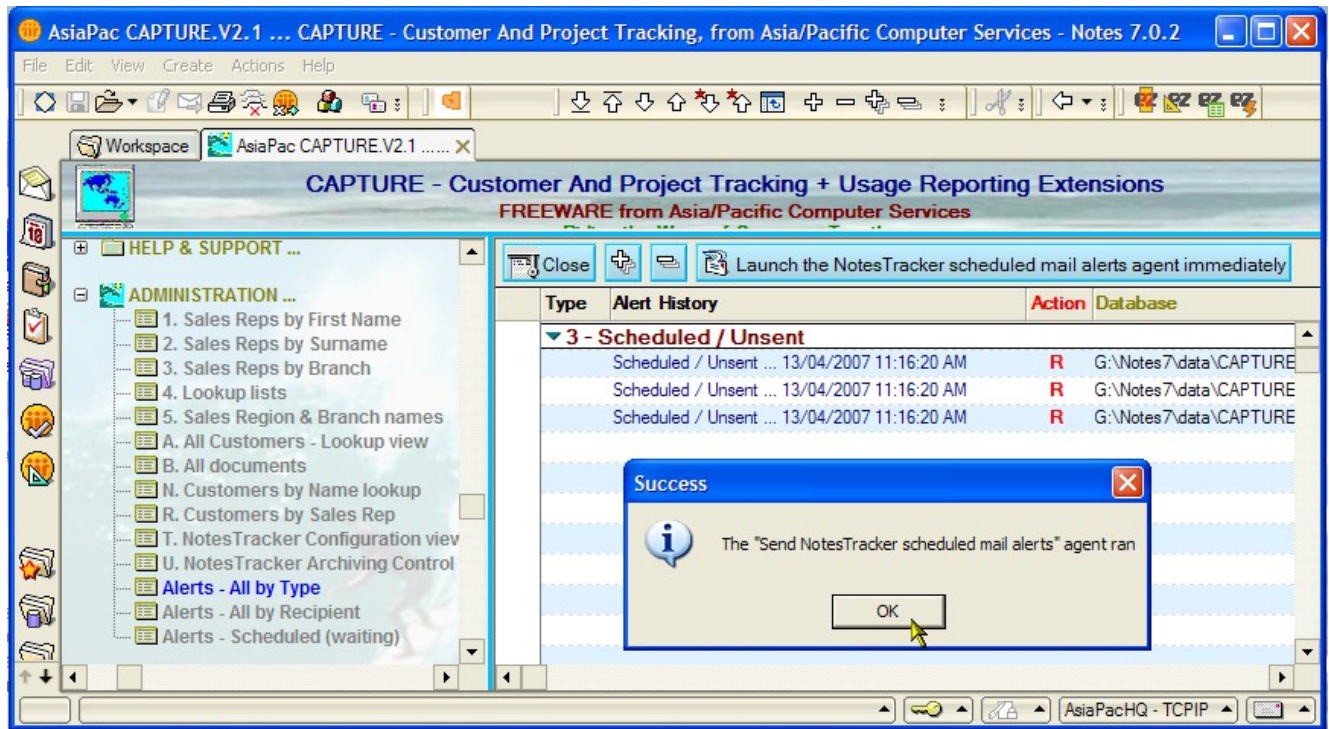 AsiaPac CAPTURE.V2.1 ... CAPTURE - Customer And Project Tracking, from Asia/Pacific Computer Services - Notes 7.0.2
File Edit View Create Actions Help
Workspace
AsiaPac CAPTURE.V2.1 ......
CAPTURE - Customer And Project Tracking + Usage Reporting Extensions
FREEWARE from Asia/Pacific Computer Services
HELP & SUPPORT ...
ADMINISTRATION ...
1. Sales Reps by First Name
2. Sales Reps by Surname
3. Sales Reps by Branch
4. Lookup lists
5. Sales Region & Branch names
A. All Customers - Lookup view
B. All documents
N. Customers by Name lookup
R. Customers by Sales Rep
T. NotesTracker Configuration view
U. NotesTracker Archiving Control
Alerts - All by Type
Alerts - All by Recipient
Alerts - Scheduled (waiting)
Close
Launch the NotesTracker scheduled mail alerts agent immediately
Type Alert History Action Database
3 - Scheduled / Unsent
Scheduled / Unsent ... 13/04/2007 11:16:20 AM R G:\Notes7\data\CAPTURE
Scheduled / Unsent ... 13/04/2007 11:16:20 AM R G:\Notes7\data\CAPTURE
Scheduled / Unsent ... 13/04/2007 11:16:20 AM R G:\Notes7\data\CAPTURE
Success
The "Send NotesTracker scheduled mail alerts" agent ran
OK
AsiaPacHQ - TCPIP